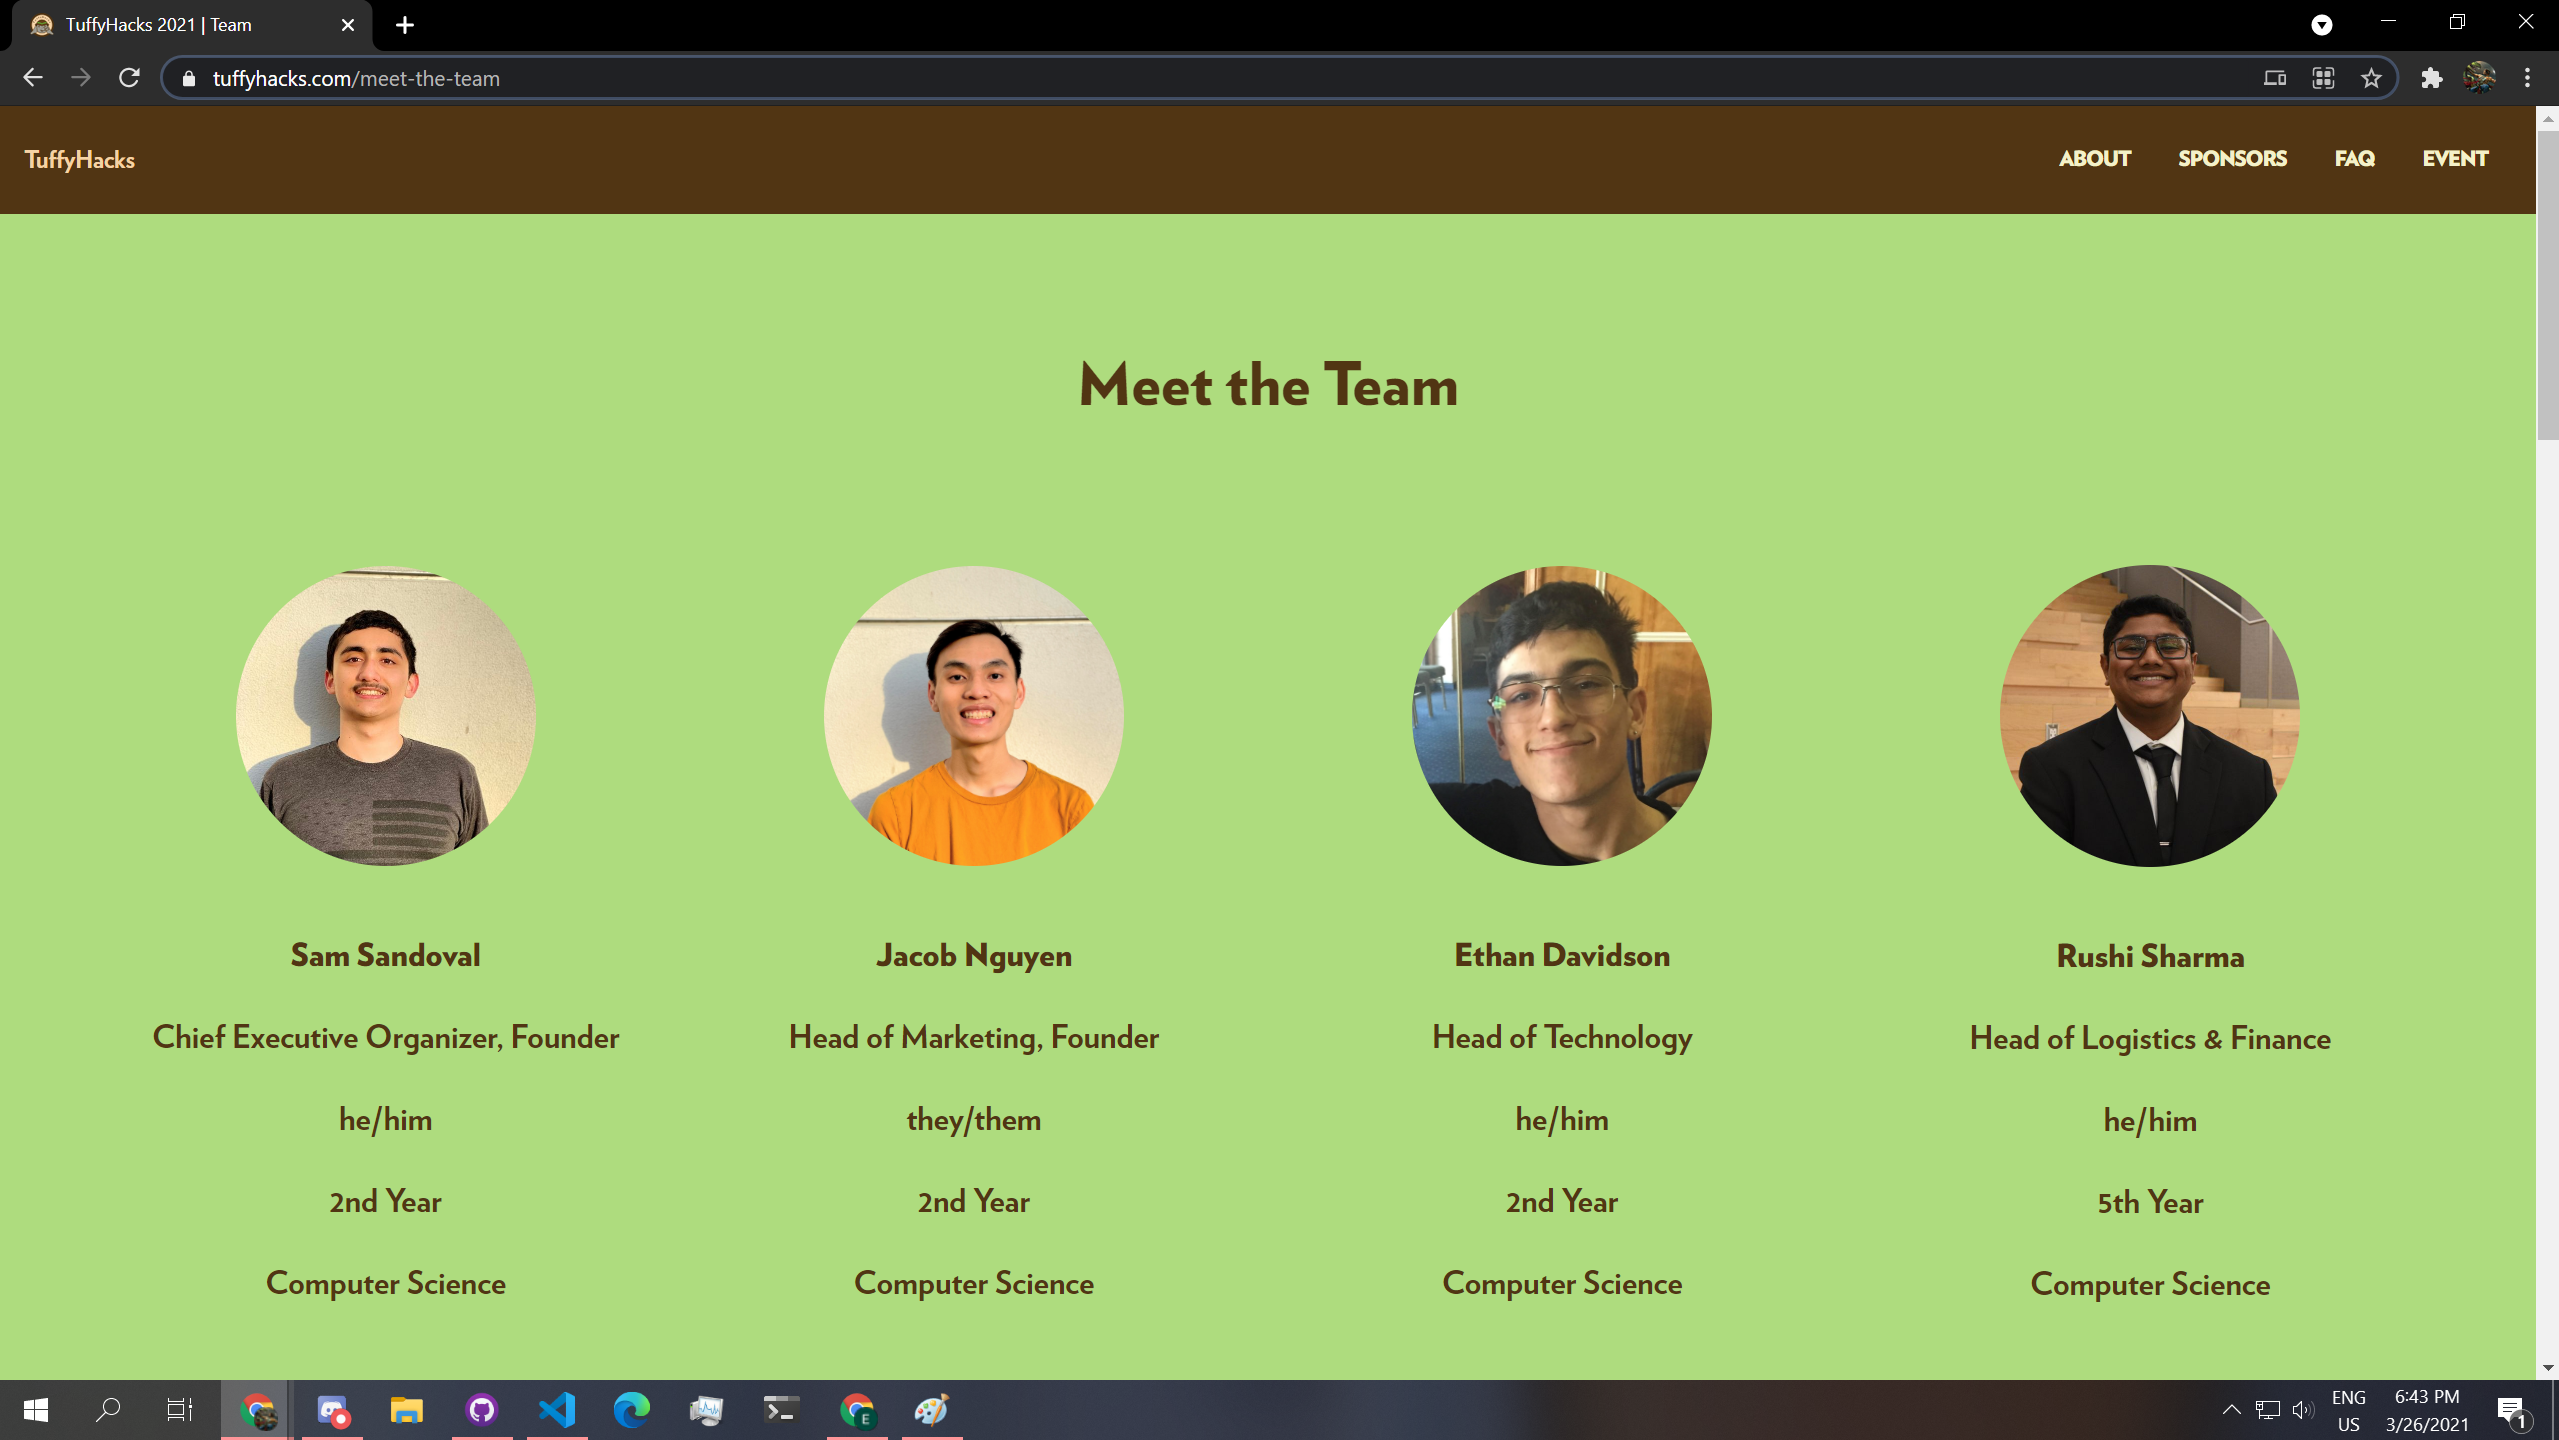 TuffyHacks 2021 | Team
tuffyhacks.com/meet-the-team
TuffyHacks
ABOUT SPONSORS FAQ EVENT
Meet the Team
Sam Sandoval Jacob Nguyen Ethan Davidson Rushi Sharma
Chief Executive Organizer, Founder Head of Marketing, Founder Head of Technology Head of Logistics & Finance
he/him they/them he/him he/him
2nd Year 2nd Year 2nd Year 5th Year
Computer Science Computer Science Computer Science Computer Science
E
ENG 6:43 PM
US 3/26/2021
1